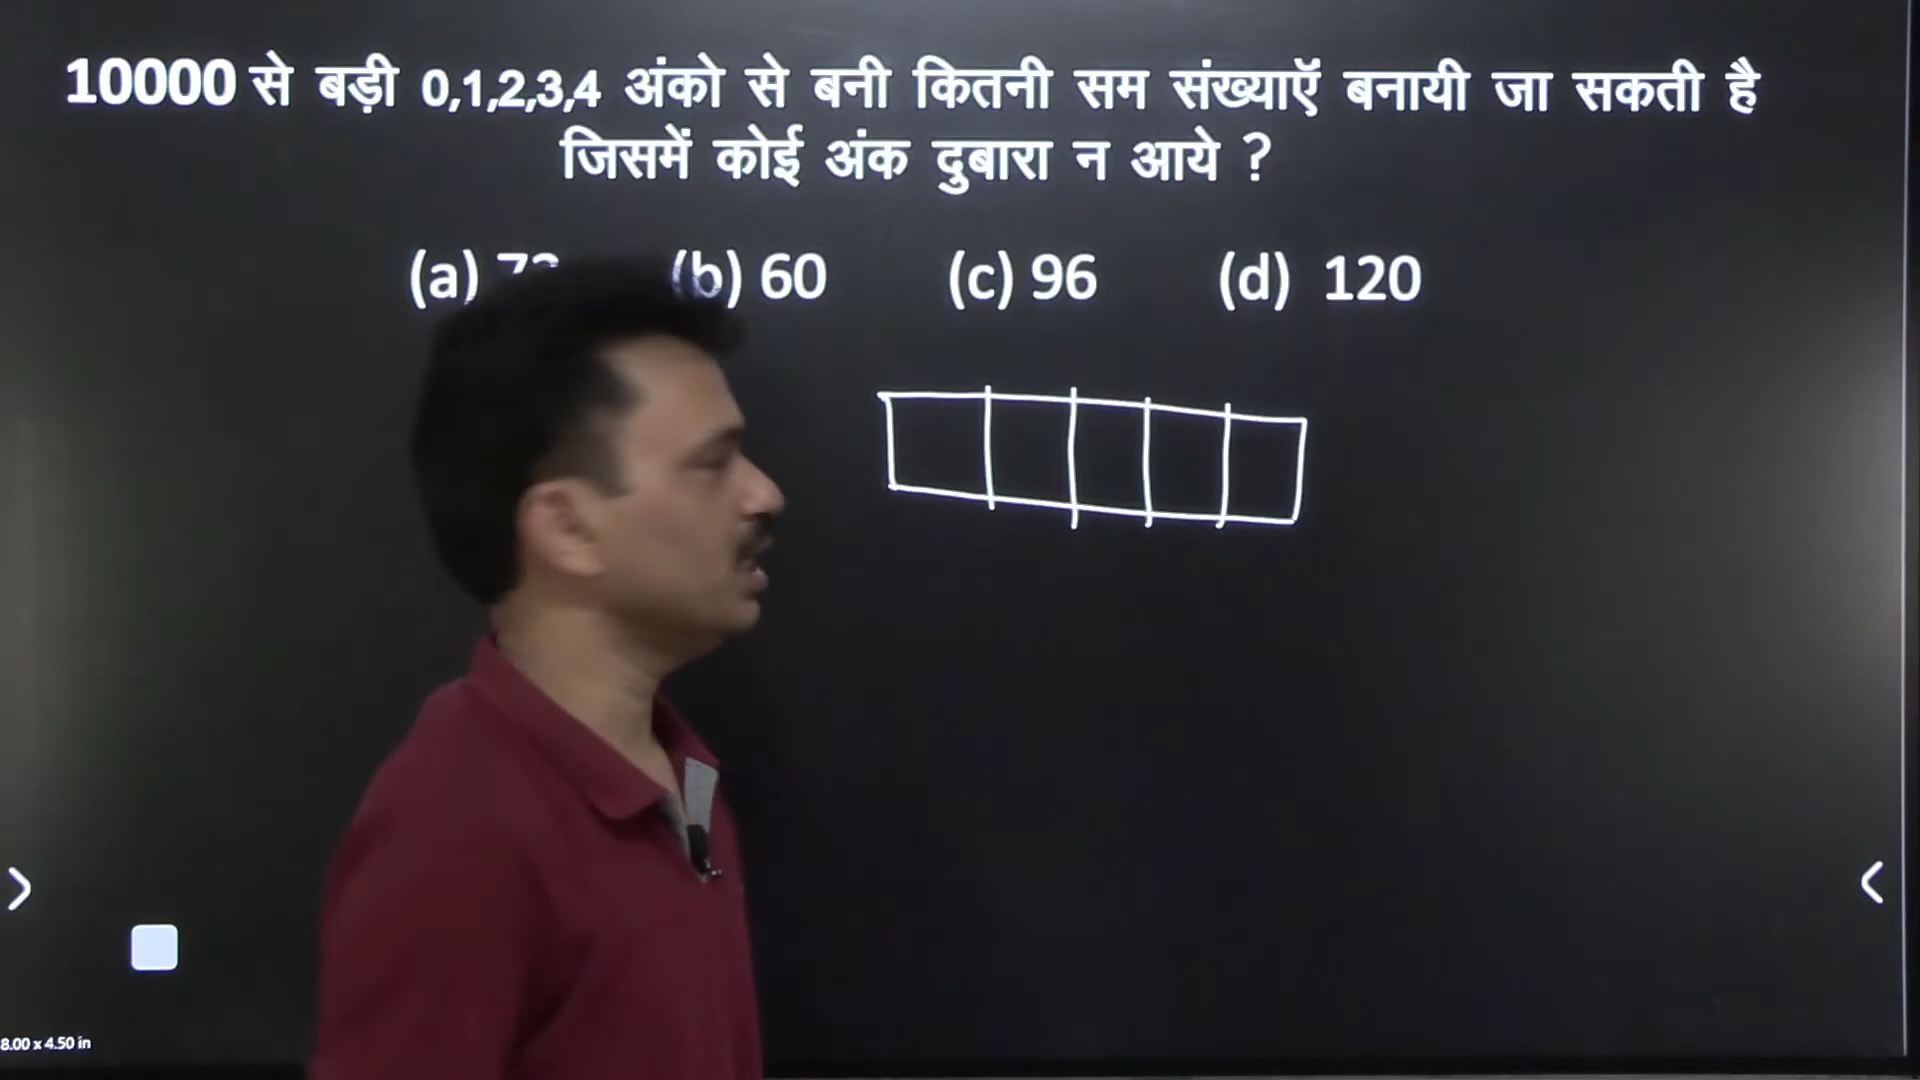 10000 से बड़ी 0,1,2,3,4 अंको से बनी कितनी सम संख्याऍ बनायी जा सकती है
जिसमें कोई अंक दुबारा न आये ?
(a) (b) 60 (c) 96 (d) 120
8.00 x 4.50 in